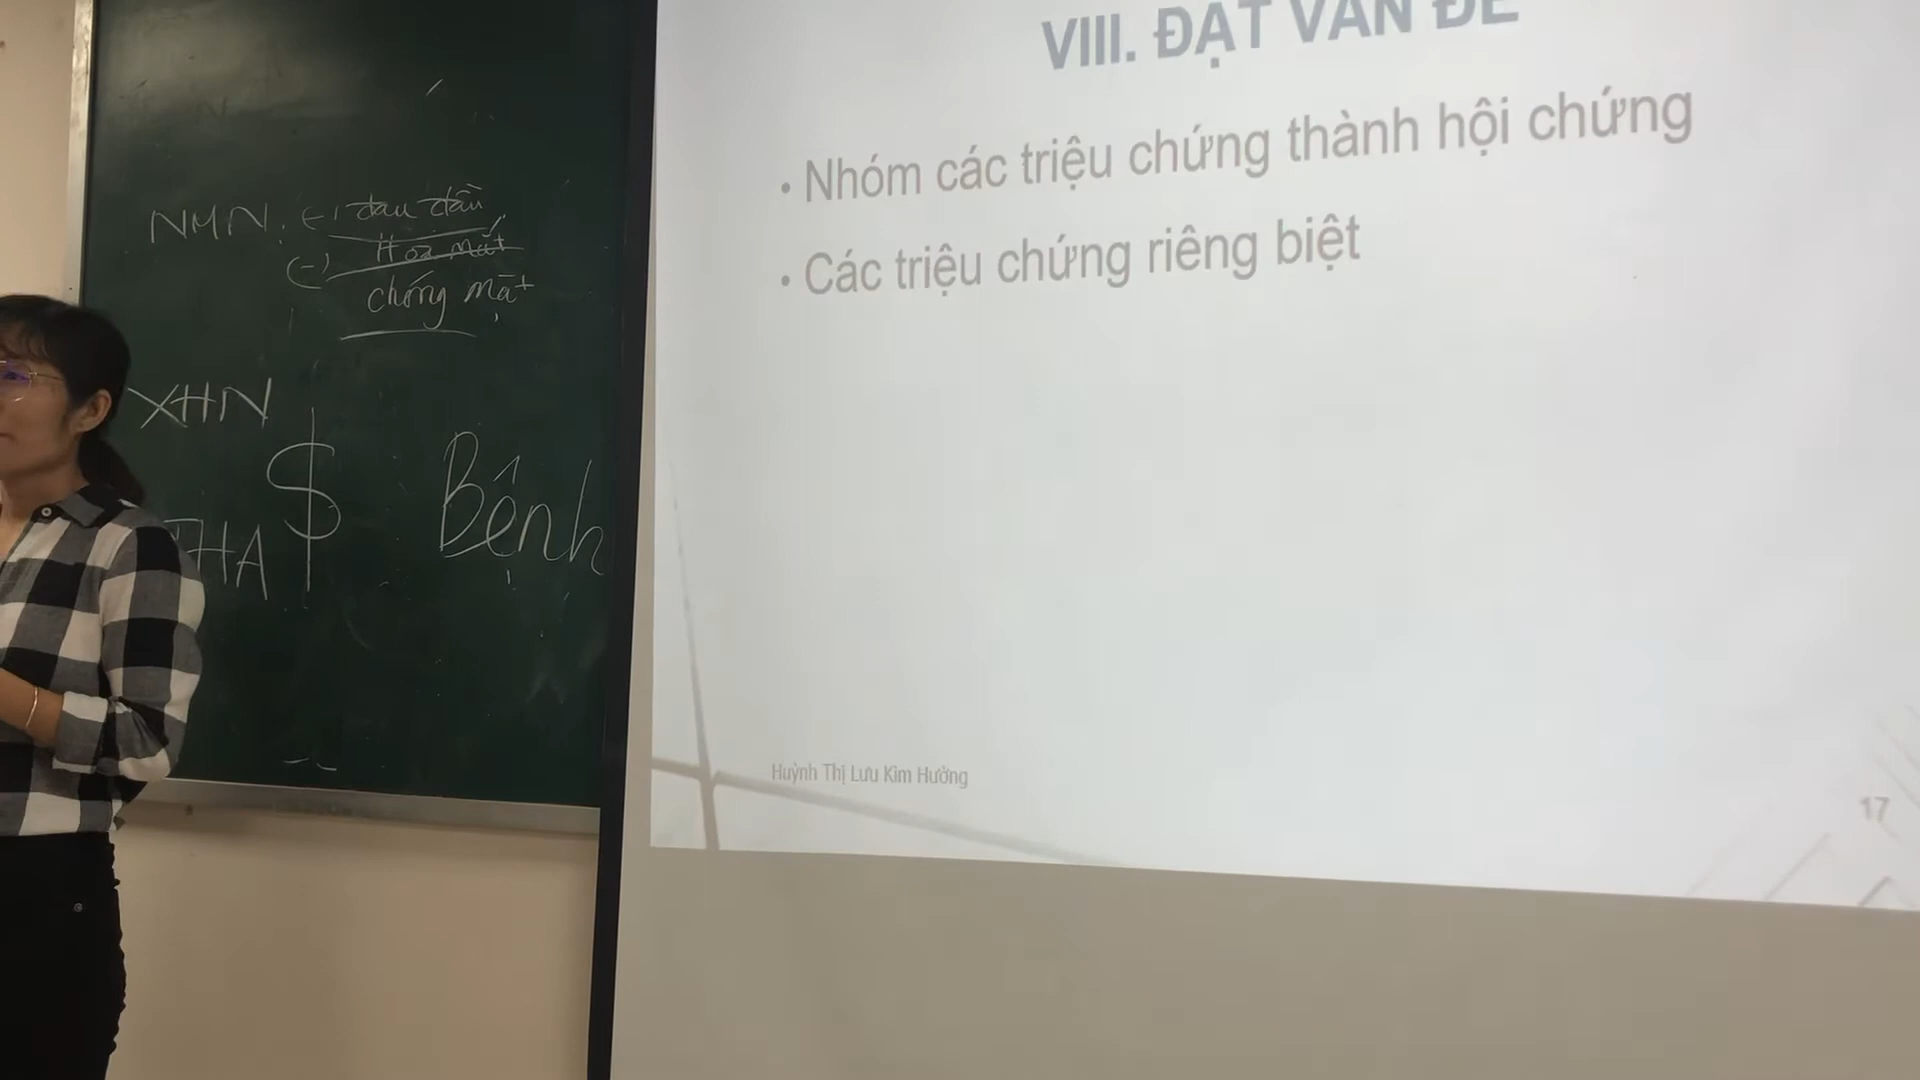 NMN. (-) đau đầu
(-) Hoa mắt
chóng mặt
XHN
$
Bệnh
THA
VIII. ĐẶT VẤN ĐỀ
• Nhóm các triệu chứng thành hội chứng
• Các triệu chứng riêng biệt
Huỳnh Thị Lưu Kim Hường
17